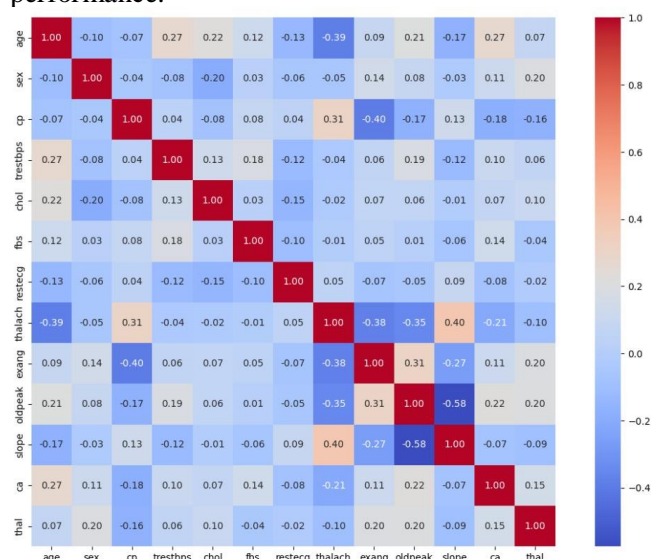 performance.
age 1.00 -0.10 -0.07 0.27 0.22 0.12 -0.13 -0.39 0.09 0.21 -0.17 0.27 0.07
sex -0.10 1.00 -0.04 -0.08 -0.20 0.03 -0.06 -0.05 0.14 0.08 -0.03 0.11 0.20
cp -0.07 -0.04 1.00 0.04 -0.08 0.08 0.04 0.31 -0.40 -0.17 0.13 -0.18 -0.16
trestbps 0.27 -0.08 0.04 1.00 0.13 0.18 -0.12 -0.04 0.06 0.19 -0.12 0.10 0.06
chol 0.22 -0.20 -0.08 0.13 1.00 0.03 -0.15 -0.02 0.07 0.06 -0.01 0.07 0.10
fbs 0.12 0.03 0.08 0.18 0.03 1.00 -0.10 -0.01 0.05 0.01 -0.06 0.14 -0.04
restecg -0.13 -0.06 0.04 -0.12 -0.15 -0.10 1.00 0.05 -0.07 -0.05 0.09 -0.08 -0.02
thalach -0.39 -0.05 0.31 -0.04 -0.02 -0.01 0.05 1.00 -0.38 -0.35 0.40 -0.21 -0.10
exang 0.09 0.14 -0.40 0.06 0.07 0.05 -0.07 -0.38 1.00 0.31 -0.27 0.11 0.20
oldpeak 0.21 0.08 -0.17 0.19 0.06 0.01 -0.05 -0.35 0.31 1.00 -0.58 0.22 0.20
slope -0.17 -0.03 0.13 -0.12 -0.01 -0.06 0.09 0.40 -0.27 -0.58 1.00 -0.07 -0.09
ca 0.27 0.11 -0.18 0.10 0.07 0.14 -0.08 -0.21 0.11 0.22 -0.07 1.00 0.15
thal 0.07 0.20 -0.16 0.06 0.10 -0.04 -0.02 -0.10 0.20 0.20 -0.09 0.15 1.00
age sex cp trestbps chol fbs restecg thalach exang oldpeak slope ca thal
1.0
0.8
0.6
0.4
0.2
0.0
−0.2
−0.4